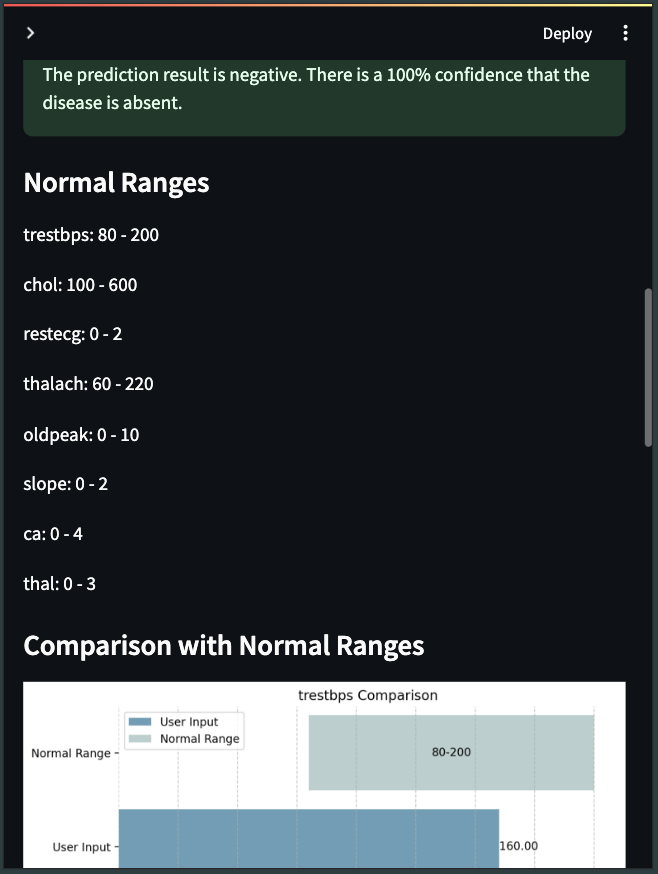 Deploy
The prediction result is negative. There is a 100% confidence that the
disease is absent.
Normal Ranges
trestbps: 80 - 200
chol: 100 - 600
restecg: 0 - 2
thalach: 60 - 220
oldpeak: 0 - 10
slope: 0 - 2
ca: 0 - 4
thal: 0 - 3
Comparison with Normal Ranges
trestbps Comparison
User Input
Normal Range
Normal Range
80-200
User Input
160.00